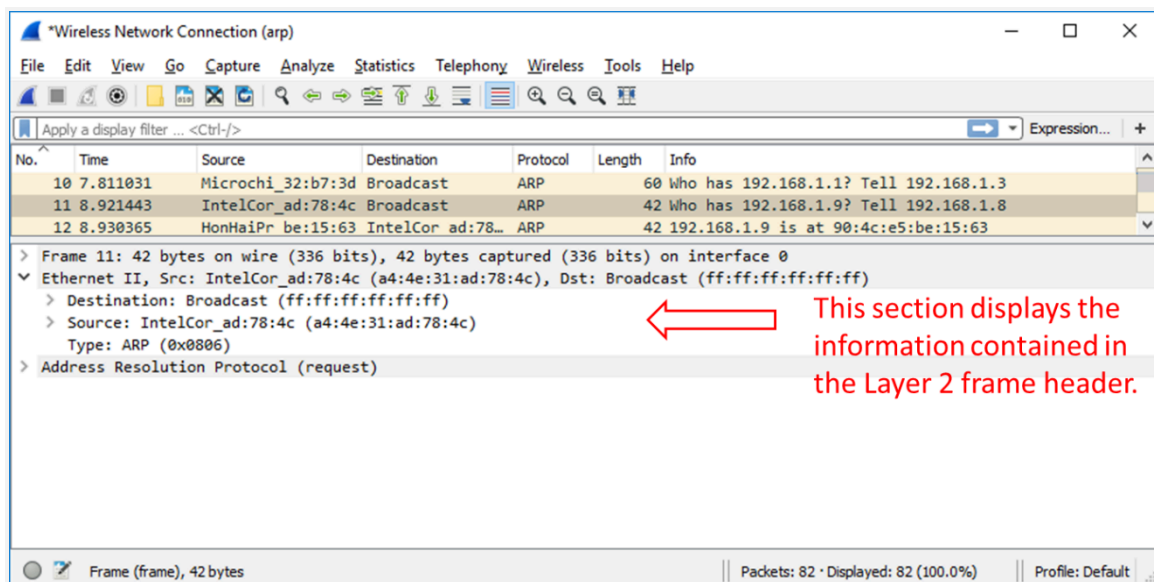 *Wireless Network Connection (arp)
File Edit View Go Capture Analyze Statistics Telephony Wireless Tools Help
Apply a display filter ... <Ctrl-/> Expression... +
No. Time Source Destination Protocol Length Info
10 7.811031 Microchi_32:b7:3d Broadcast ARP 60 Who has 192.168.1.1? Tell 192.168.1.3
11 8.921443 IntelCor_ad:78:4c Broadcast ARP 42 Who has 192.168.1.9? Tell 192.168.1.8
12 8.930365 HonHaiPr_be:15:63 IntelCor_ad:78… ARP 42 192.168.1.9 is at 90:4c:e5:be:15:63
> Frame 11: 42 bytes on wire (336 bits), 42 bytes captured (336 bits) on interface 0
Ethernet II, Src: IntelCor_ad:78:4c (a4:4e:31:ad:78:4c), Dst: Broadcast (ff:ff:ff:ff:ff:ff)
> Destination: Broadcast (ff:ff:ff:ff:ff:ff)
> Source: IntelCor_ad:78:4c (a4:4e:31:ad:78:4c)
Type: ARP (0x0806)
> Address Resolution Protocol (request)
This section displays the
information contained in
the Layer 2 frame header.
Frame (frame), 42 bytes Packets: 82 · Displayed: 82 (100.0%) Profile: Default